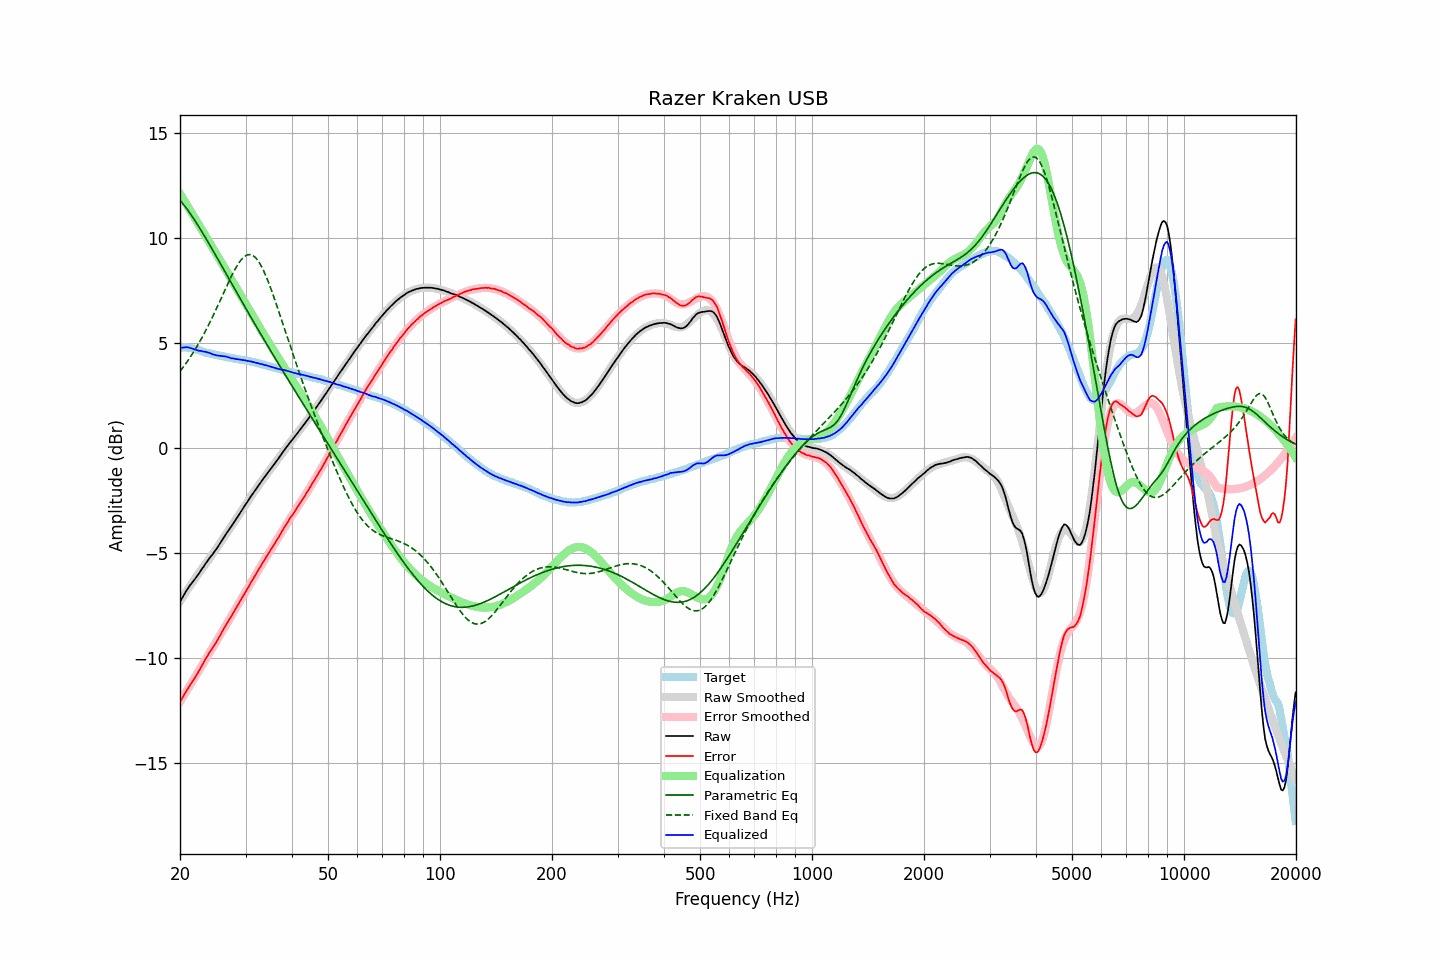 Razer Kraken USB
15
10
5
0
−5
−10
−15
Amplitude (dBr)
Target
Raw Smoothed
Error Smoothed
Raw
Error
Equalization
Parametric Eq
Fixed Band Eq
Equalized
20 50 100 200 500 1000 2000 5000 10000 20000
Frequency (Hz)